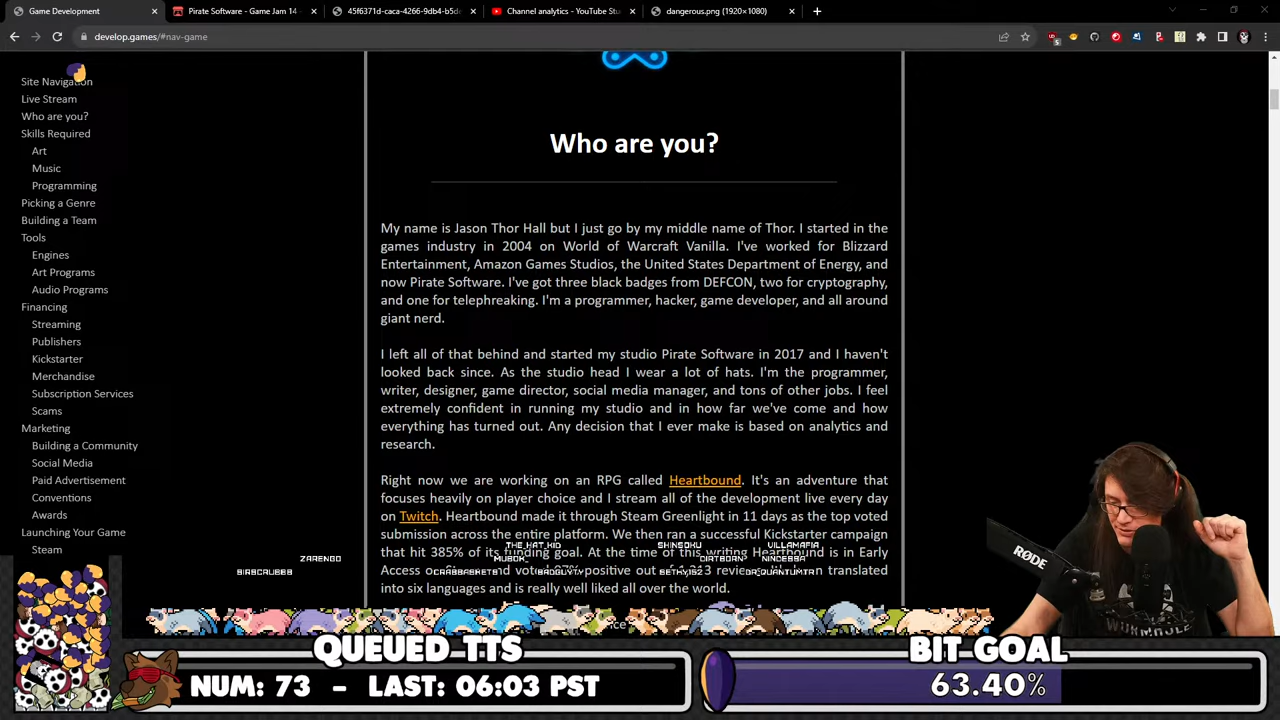 Game Development
Pirate Software - Game Jam 14 -
45f6371d-caca-4266-9db4-b5d
Channel analytics - YouTube Stu
dangerous.png (1920×1080)
develop.games/#nav-game
Site Navigation
Live Stream
Who are you?
Skills Required
Art
Music
Programming
Picking a Genre
Building a Team
Tools
Engines
Art Programs
Audio Programs
Financing
Streaming
Publishers
Kickstarter
Merchandise
Subscription Services
Scams
Marketing
Building a Community
Social Media
Paid Advertisement
Conventions
Awards
Launching Your Game
Steam
Who are you?
My name is Jason Thor Hall but I just go by my middle name of Thor. I started in the
games industry in 2004 on World of Warcraft Vanilla. I've worked for Blizzard
Entertainment, Amazon Games Studios, the United States Department of Energy, and
now Pirate Software. I've got three black badges from DEFCON, two for cryptography,
and one for telephreaking. I'm a programmer, hacker, game developer, and all around
giant nerd.
I left all of that behind and started my studio Pirate Software in 2017 and I haven't
looked back since. As the studio head I wear a lot of hats. I'm the programmer,
writer, designer, game director, social media manager, and tons of other jobs. I feel
extremely confident in running my studio and in how far we've come and how
everything has turned out. Any decision that I ever make is based on analytics and
research.
Right now we are working on an RPG called Heartbound. It's an adventure that
focuses heavily on player choice and I stream all of the development live every day
on Twitch. Heartbound made it through Steam Greenlight in 11 days as the top voted
submission across the entire platform. We then ran a successful Kickstarter campaign
that hit 385% of its funding goal. At the time of this writing Heartbound is in Early
Access positive out translated
into six languages and is really well liked all over the world.
THE_HAT_KID
SHINSOKU
VILLAMAFIA
ZARENGO
NINCESSA
RØDE
QUEUED TTS
NUM: 73 - LAST: 06:03 PST
BIT GOAL
63.40%